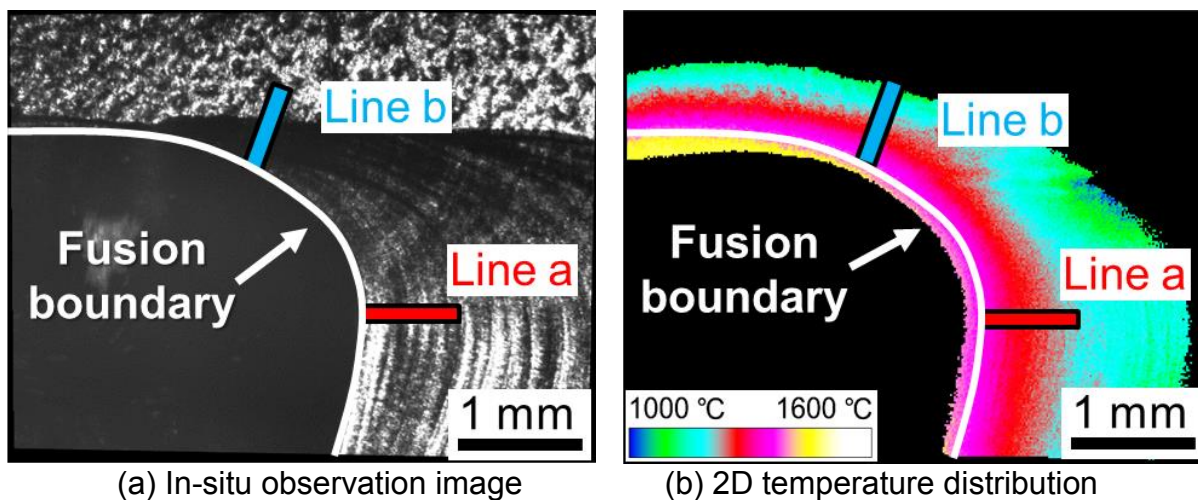 Line b
Fusion
boundary
Line a
1 mm
Line b
Fusion
boundary
Line a
1000 ℃ 1600 ℃
1 mm
(a) In-situ observation image
(b) 2D temperature distribution